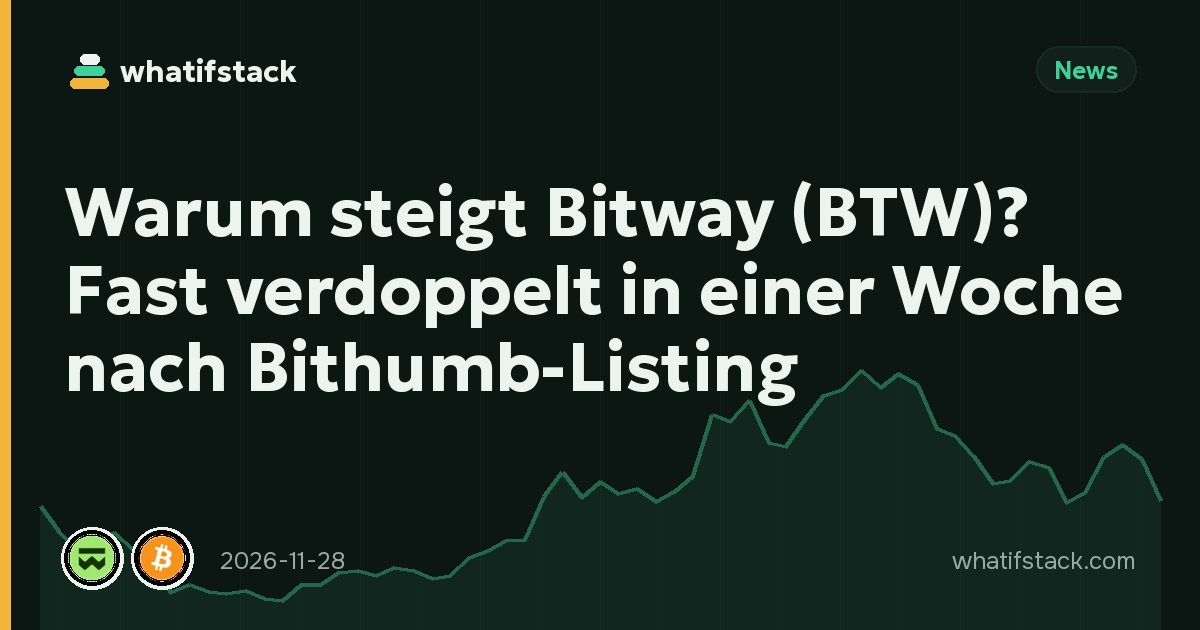 whatifstack
News
Warum steigt Bitway (BTW)?
Fast verdoppelt in einer Woche
nach Bithumb-Listing
2026-11-28
whatifstack.com